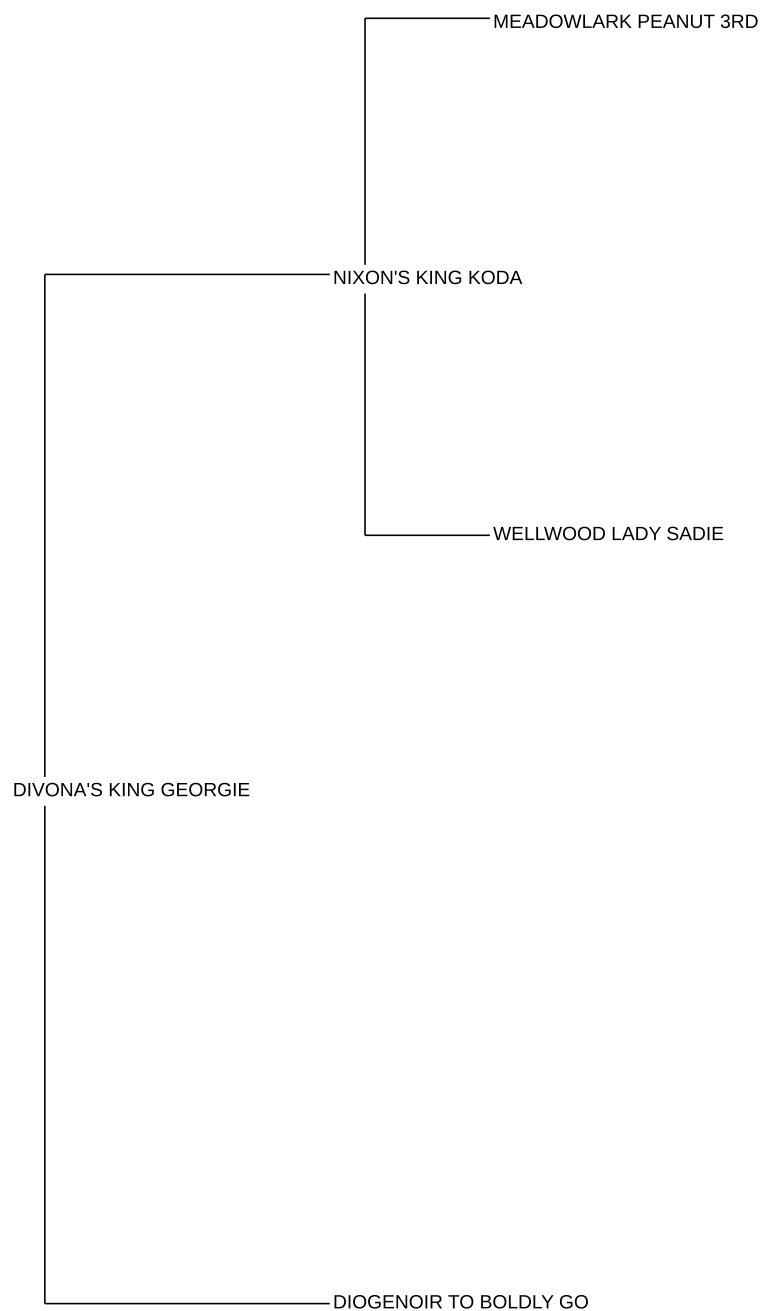 MEADOWLARK PEANUT 3RD
NIXON'S KING KODA
WELLWOOD LADY SADIE
DIVONA'S KING GEORGIE
DIOGENOIR TO BOLDLY GO